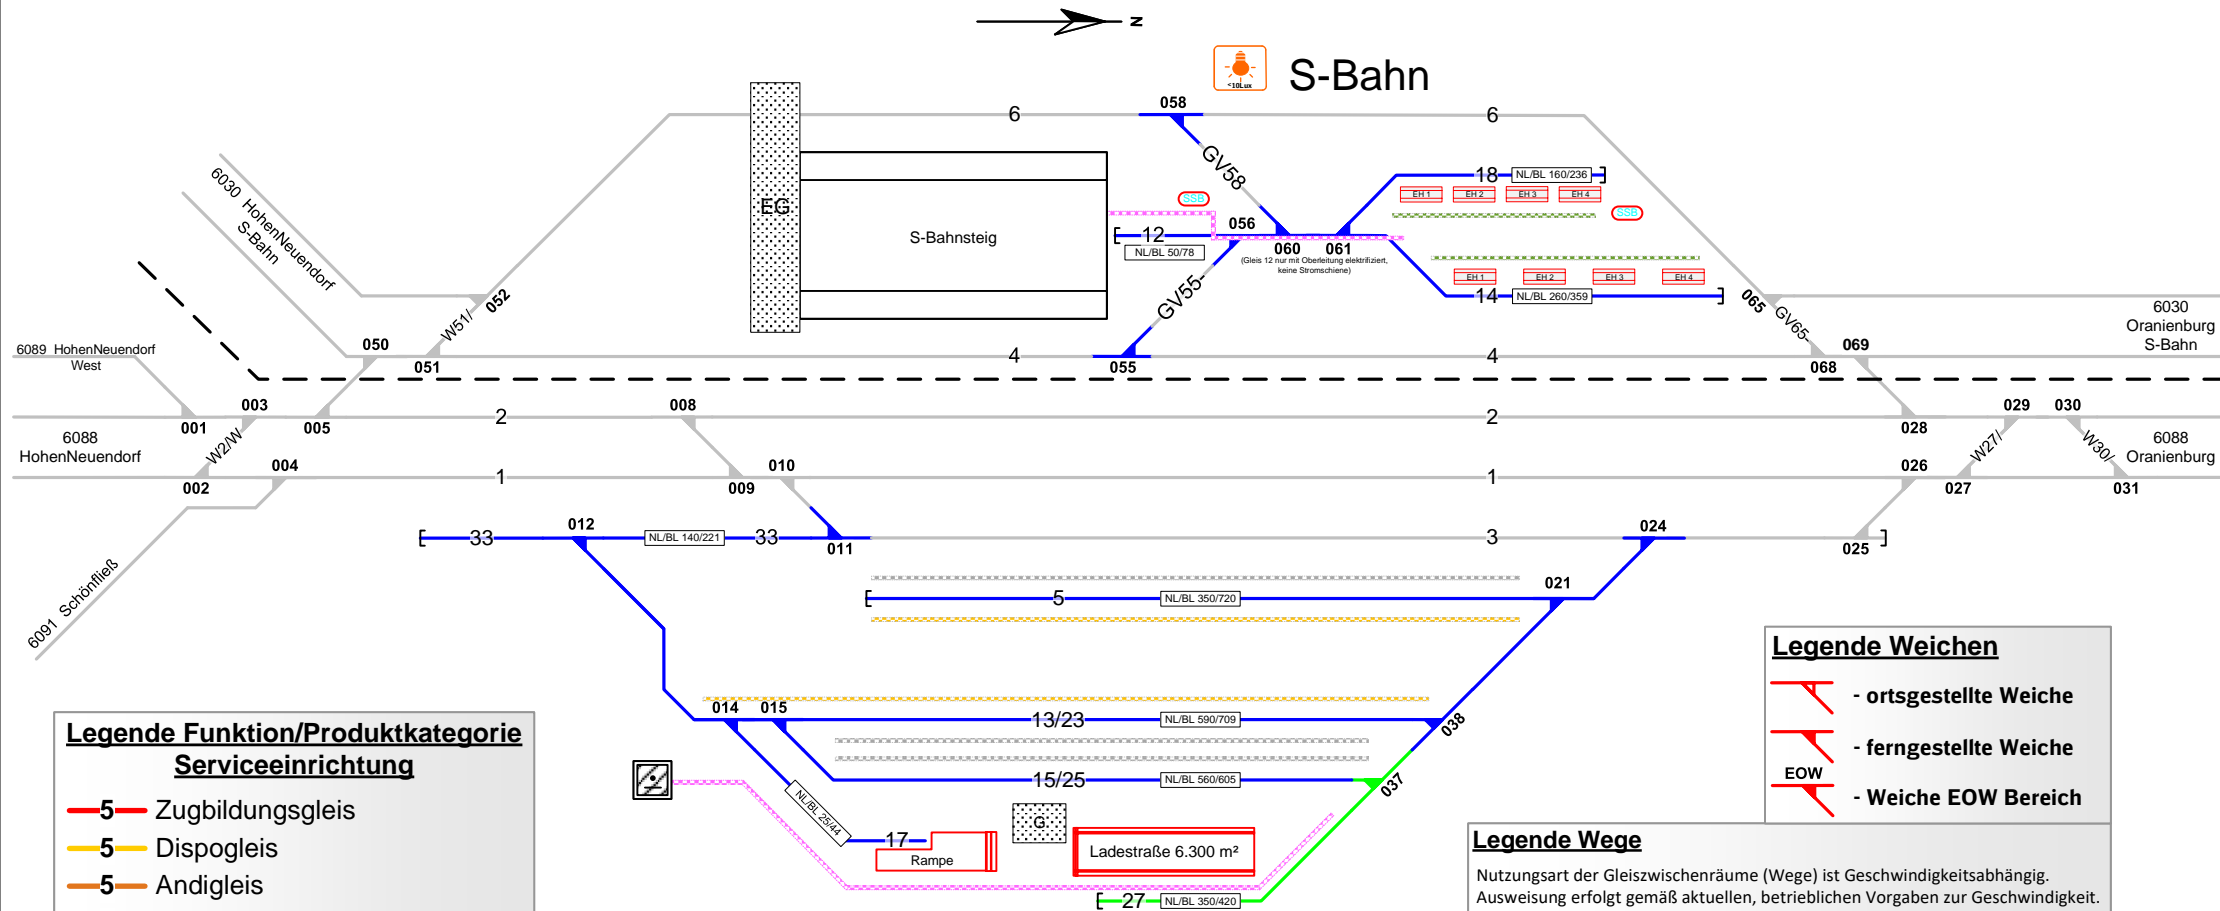 N
<10Lux
S-Bahn
6
058
6
6030 HohenNeuendorf
S-Bahn
GV58
18
NL/BL 160/236
EH 1
EH 2
EH 3
EH 4
SSB
SSB
EG
S-Bahnsteig
12
NL/BL 50/78
056
060
061
(Gleis 12 nur mit Oberleitung elektrifiziert,
keine Stromschiene)
EH 1
EH 2
EH 3
EH 4
14
NL/BL 260/359
GV55-
052
W51/
065
GV65-
6030
Oranienburg
S-Bahn
6089 HohenNeuendorf
West
050
051
4
055
4
068
069
003
001
005
2
008
2
028
029
030
6088
HohenNeuendorf
W2/W
W27/
W30/
6088
Oranienburg
002
004
1
009
010
1
026
027
031
33
012
NL/BL 140/221
33
011
3
024
025
6091 Schönfließ
5
NL/BL 350/720
021
014
015
13/23
NL/BL 590/709
038
15/25
NL/BL 560/605
037
NL/BL 25/44
17
Rampe
G
Ladestraße 6.300 m²
27
NL/BL 350/420
Legende Funktion/Produktkategorie
Serviceeinrichtung
5 Zugbildungsgleis
5 Dispogleis
5 Andigleis
Legende Weichen
- ortsgestellte Weiche
- ferngestellte Weiche
EOW
- Weiche EOW Bereich
Legende Wege
Nutzungsart der Gleiszwischenräume (Wege) ist Geschwindigkeitsabhängig.
Ausweisung erfolgt gemäß aktuellen, betrieblichen Vorgaben zur Geschwindigkeit.